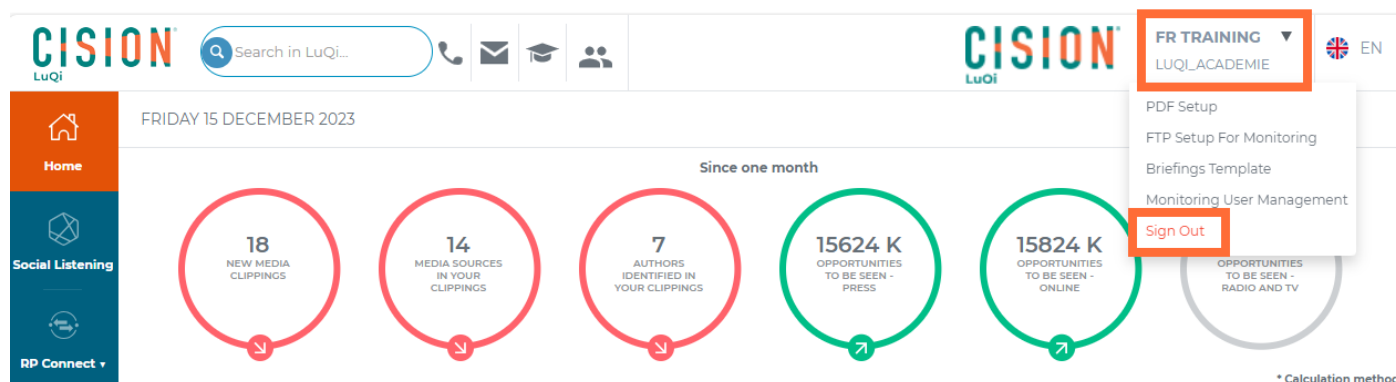 CISION
LuQi
Search in LuQi...
CISION
LuQi
FR TRAINING ▼
LUQI_ACADEMIE
EN
PDF Setup
FTP Setup For Monitoring
Briefings Template
Monitoring User Management
Sign Out
Home
Social Listening
RP Connect ▾
FRIDAY 15 DECEMBER 2023
Since one month
18
NEW MEDIA
CLIPPINGS
14
MEDIA SOURCES
IN YOUR
CLIPPINGS
7
AUTHORS
IDENTIFIED IN
YOUR CLIPPINGS
15624 K
OPPORTUNITIES
TO BE SEEN -
PRESS
15824 K
OPPORTUNITIES
TO BE SEEN -
ONLINE
OPPORTUNITIES
TO BE SEEN -
RADIO AND TV
* Calculation method